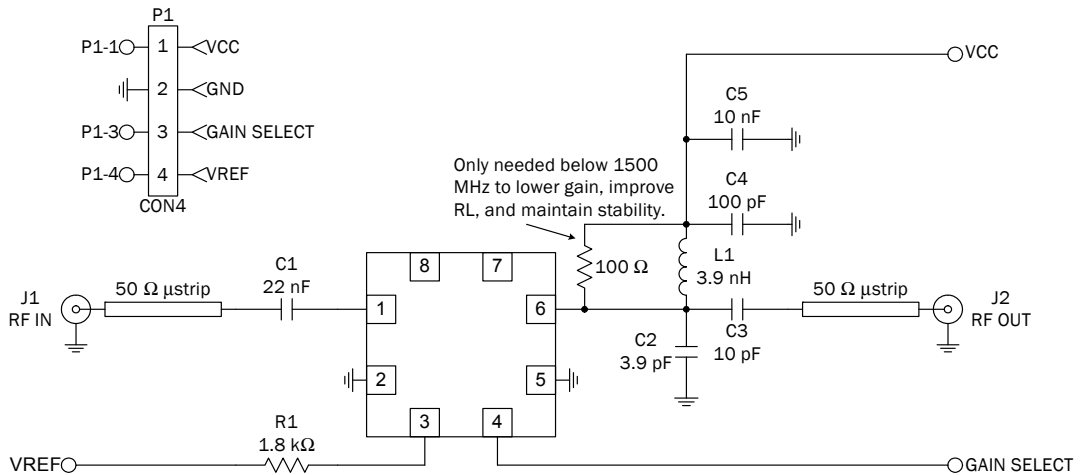 P1
P1-1 1 VCC
2 GND
P1-3 3 GAIN SELECT
P1-4 4 VREF
CON4
VCC
C5
10 nF
Only needed below 1500
MHz to lower gain, improve
RL, and maintain stability.
C4
100 pF
100 Ω
L1
3.9 nH
J1
RF IN
50 Ω µstrip
C1
22 nF
8
7
1
6
2
5
3
4
C2
3.9 pF
C3
10 pF
50 Ω µstrip
J2
RF OUT
R1
1.8 kΩ
VREF
GAIN SELECT